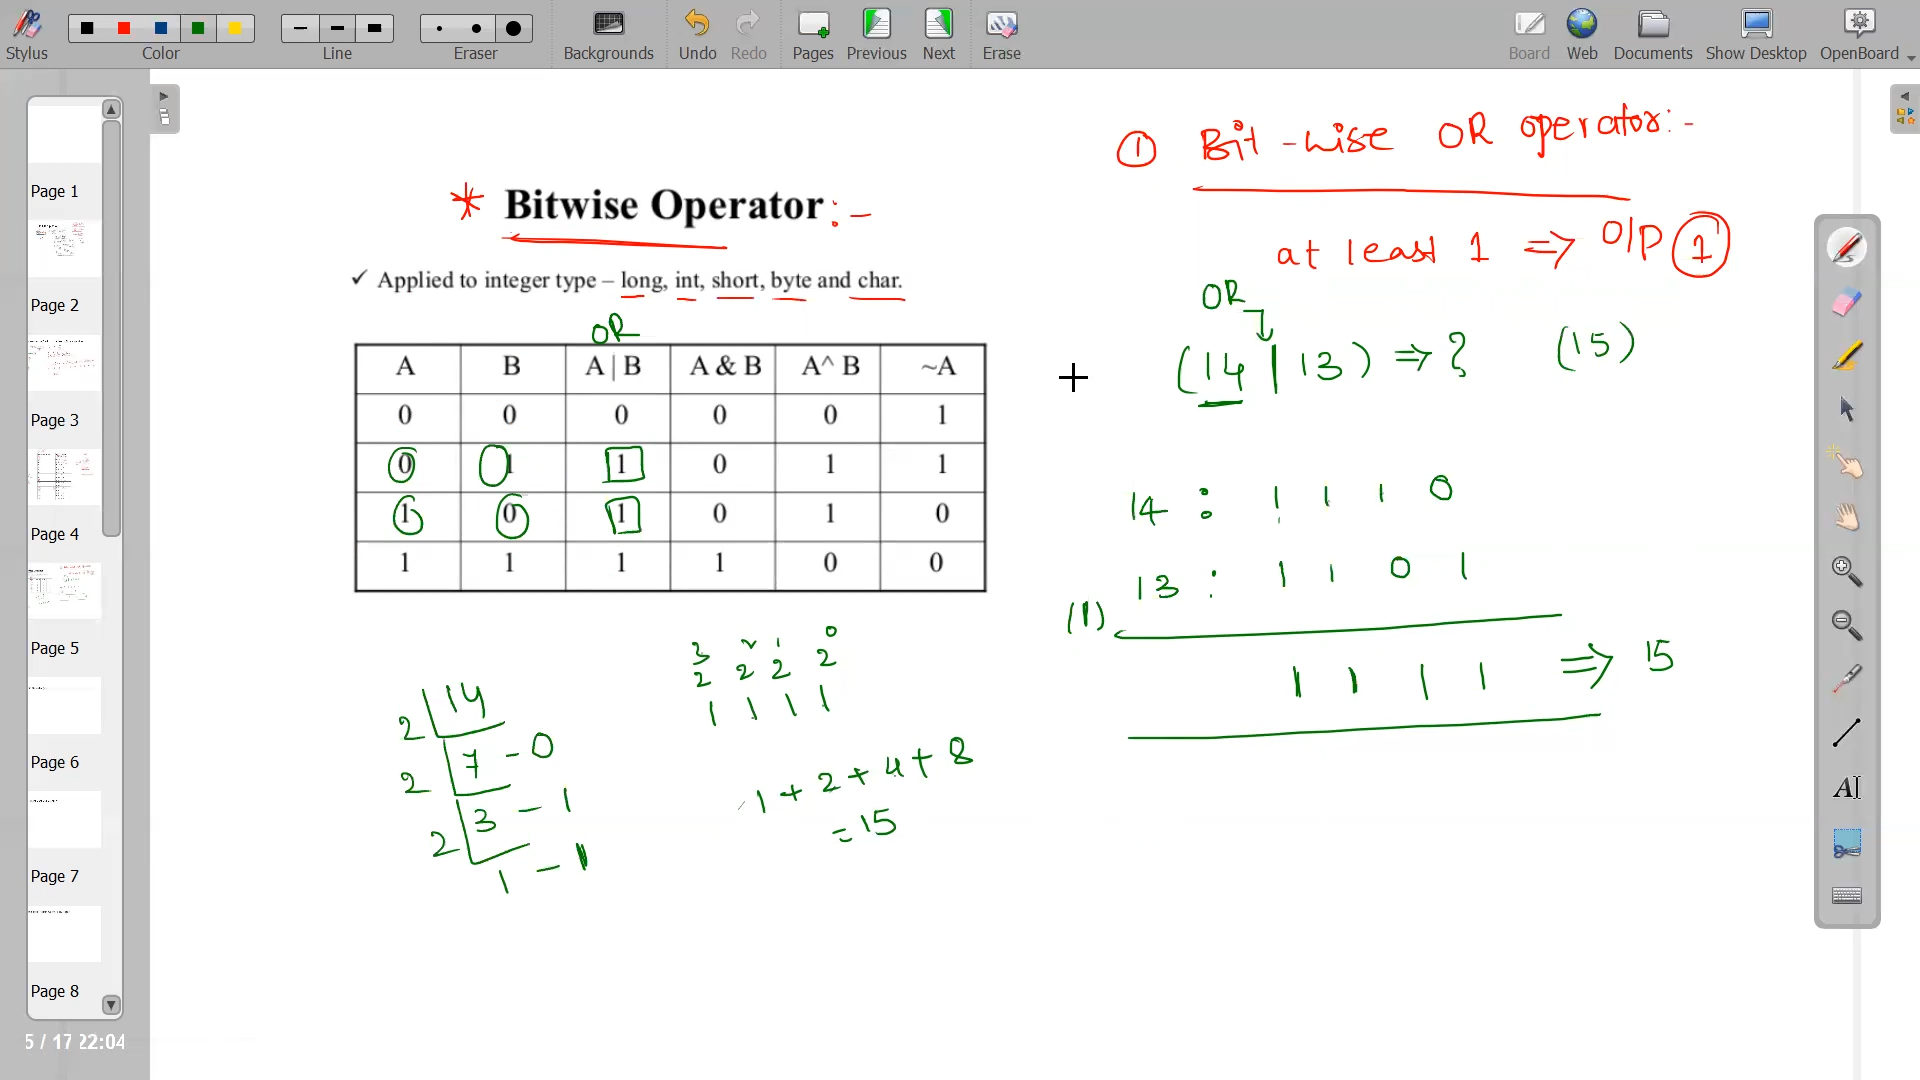 Stylus
Color
Line
Eraser
Backgrounds
Undo
Redo
Pages
Previous
Next
Erase
Board
Web
Documents
Show Desktop
OpenBoard
Page 1
Page 2
Page 3
Page 4
Page 5
Page 6
Page 7
Page 8
5 / 17 22:04
* Bitwise Operator :-
✓ Applied to integer type – long, int, short, byte and char.
OR
A B A | B A & B A^ B ~A
0 0 0 0 0 1
0 1 1 0 1 1
1 0 1 0 1 0
1 1 1 1 0 0
2 14
2 7 - 0
2 3 - 1
1 - 1
3 2 1 0
2 2 2 2
1 1 1 1
1 + 2 + 4 + 8
= 15
① Bit-wise OR operator:-
at least 1 => O/P 1
OR
(14 | 13) => ? (15)
14 : 1 1 1 0
13 : 1 1 0 1
(|)
1 1 1 1 => 15